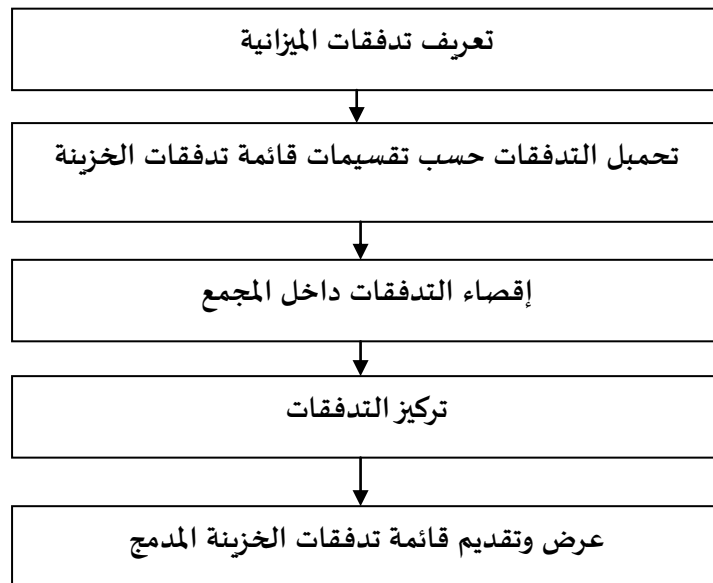 تعريف تدفقات الميزانية
تحمبل التدفقات حسب تقسيمات قائمة تدفقات الخزينة
إقصاء التدفقات داخل المجمع
تركيز التدفقات
عرض وتقديم قائمة تدفقات الخزينة المدمج